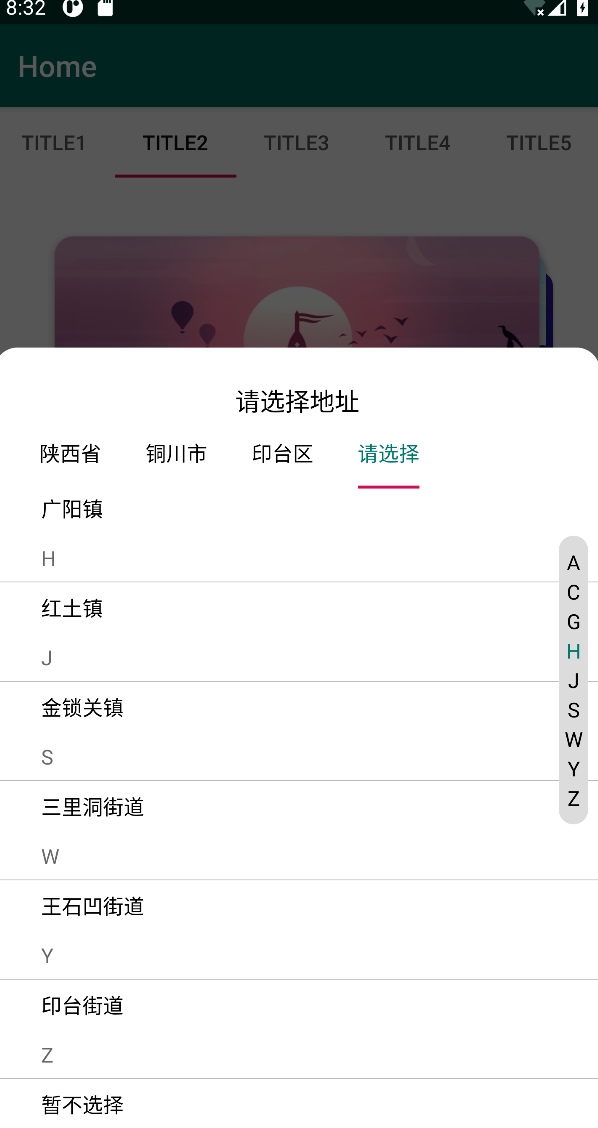 8:32
Home
TITLE1 TITLE2 TITLE3 TITLE4 TITLE5
请选择地址
陕西省 铜川市 印台区 请选择
广阳镇
H
红土镇
J
金锁关镇
S
三里洞街道
W
王石凹街道
Y
印台街道
Z
暂不选择
A
C
G
H
J
S
W
Y
Z